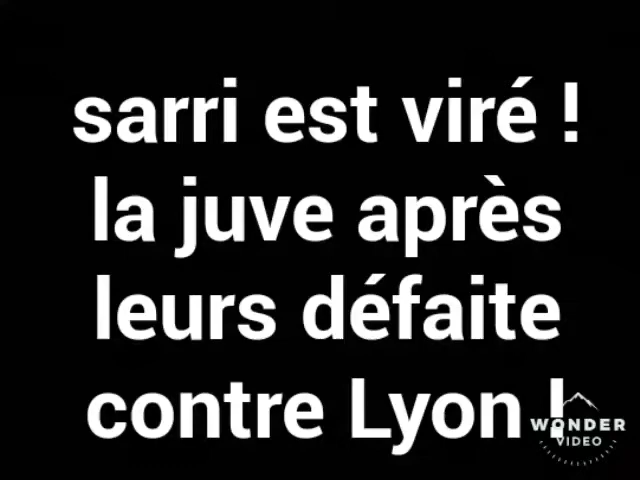 sarri est viré !
la juve après
leurs défaite
contre Lyon !
WONDER
VIDEO